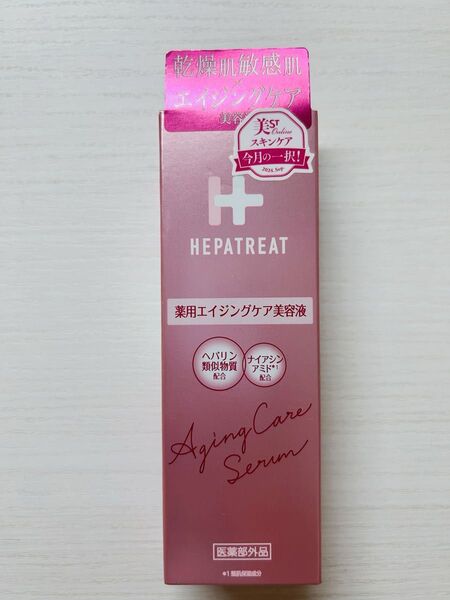 乾燥肌敏感肌
エイジングケア
美容
美ST
Online
スキンケア
今月の一択!
HEPATREAT
薬用エイジングケア美容液
ヘパリン
類似物質
配合
ナイアシン
アミド*1
配合
Aging Care
Serum
医薬部外品
*1 整肌保湿成分